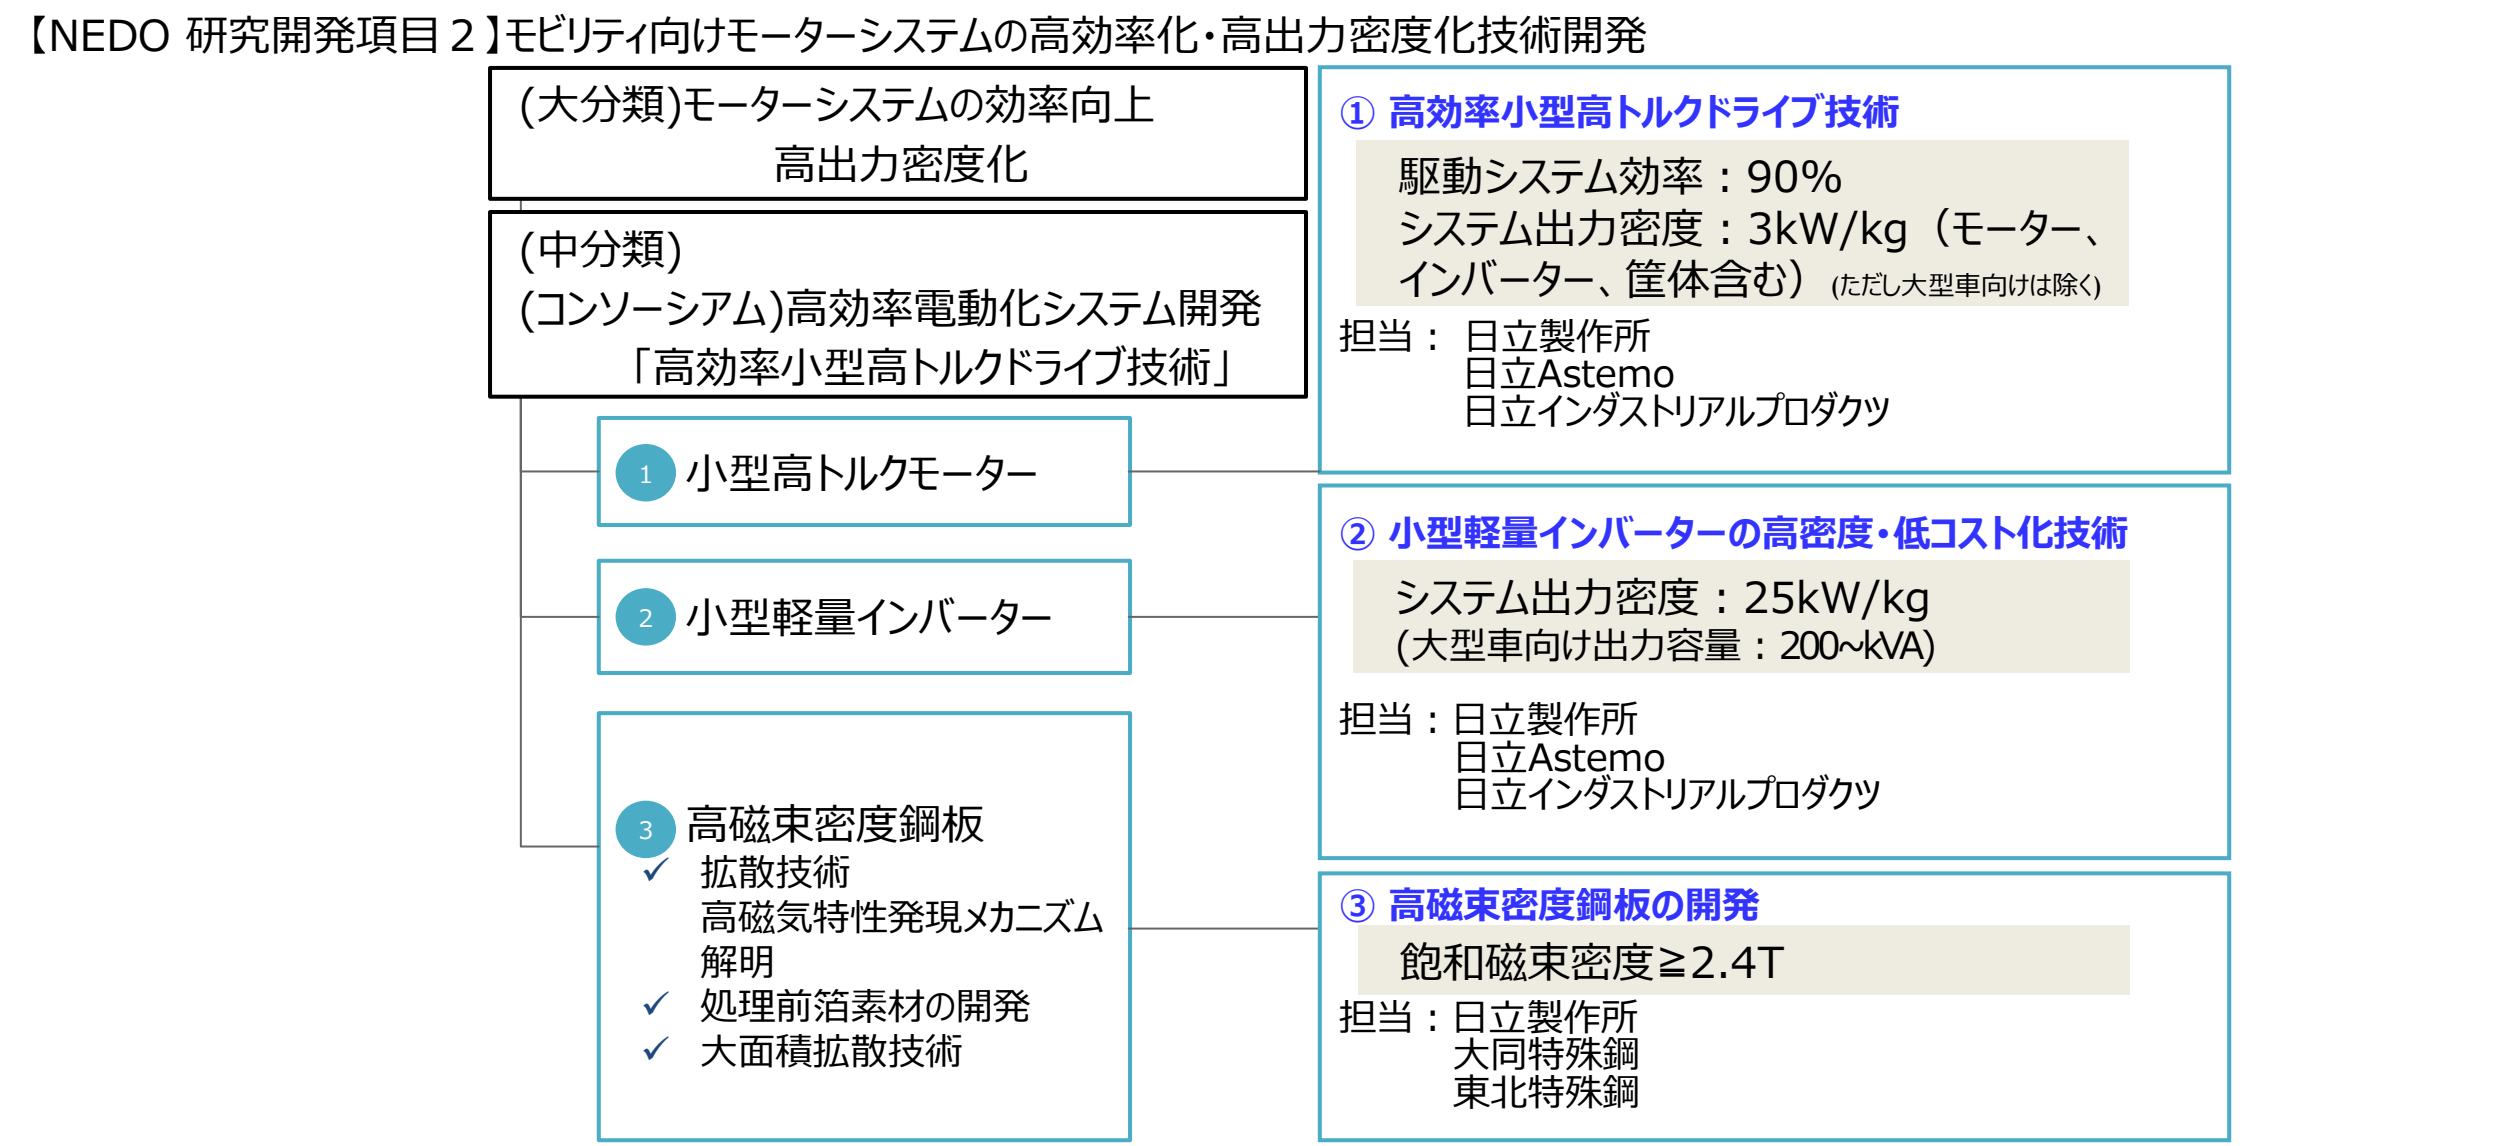 【NEDO 研究開発項目２】モビリティ向けモーターシステムの高効率化・高出力密度化技術開発
(大分類)モーターシステムの効率向上
高出力密度化
(中分類)
(コンソーシアム)高効率電動化システム開発
「高効率小型高トルクドライブ技術」
1 小型高トルクモーター
2 小型軽量インバーター
3 高磁束密度鋼板
✓ 拡散技術
高磁気特性発現メカニズム
解明
✓ 処理前箔素材の開発
✓ 大面積拡散技術
① 高効率小型高トルクドライブ技術
駆動システム効率：90%
システム出力密度：3kW/kg（モーター、
インバーター、筐体含む）(ただし大型車向けは除く)
担当： 日立製作所
日立Astemo
日立インダストリアルプロダクツ
② 小型軽量インバーターの高密度・低コスト化技術
システム出力密度：25kW/kg
(大型車向け出力容量：200~kVA)
担当：日立製作所
日立Astemo
日立インダストリアルプロダクツ
③ 高磁束密度鋼板の開発
飽和磁束密度≧2.4T
担当：日立製作所
大同特殊鋼
東北特殊鋼